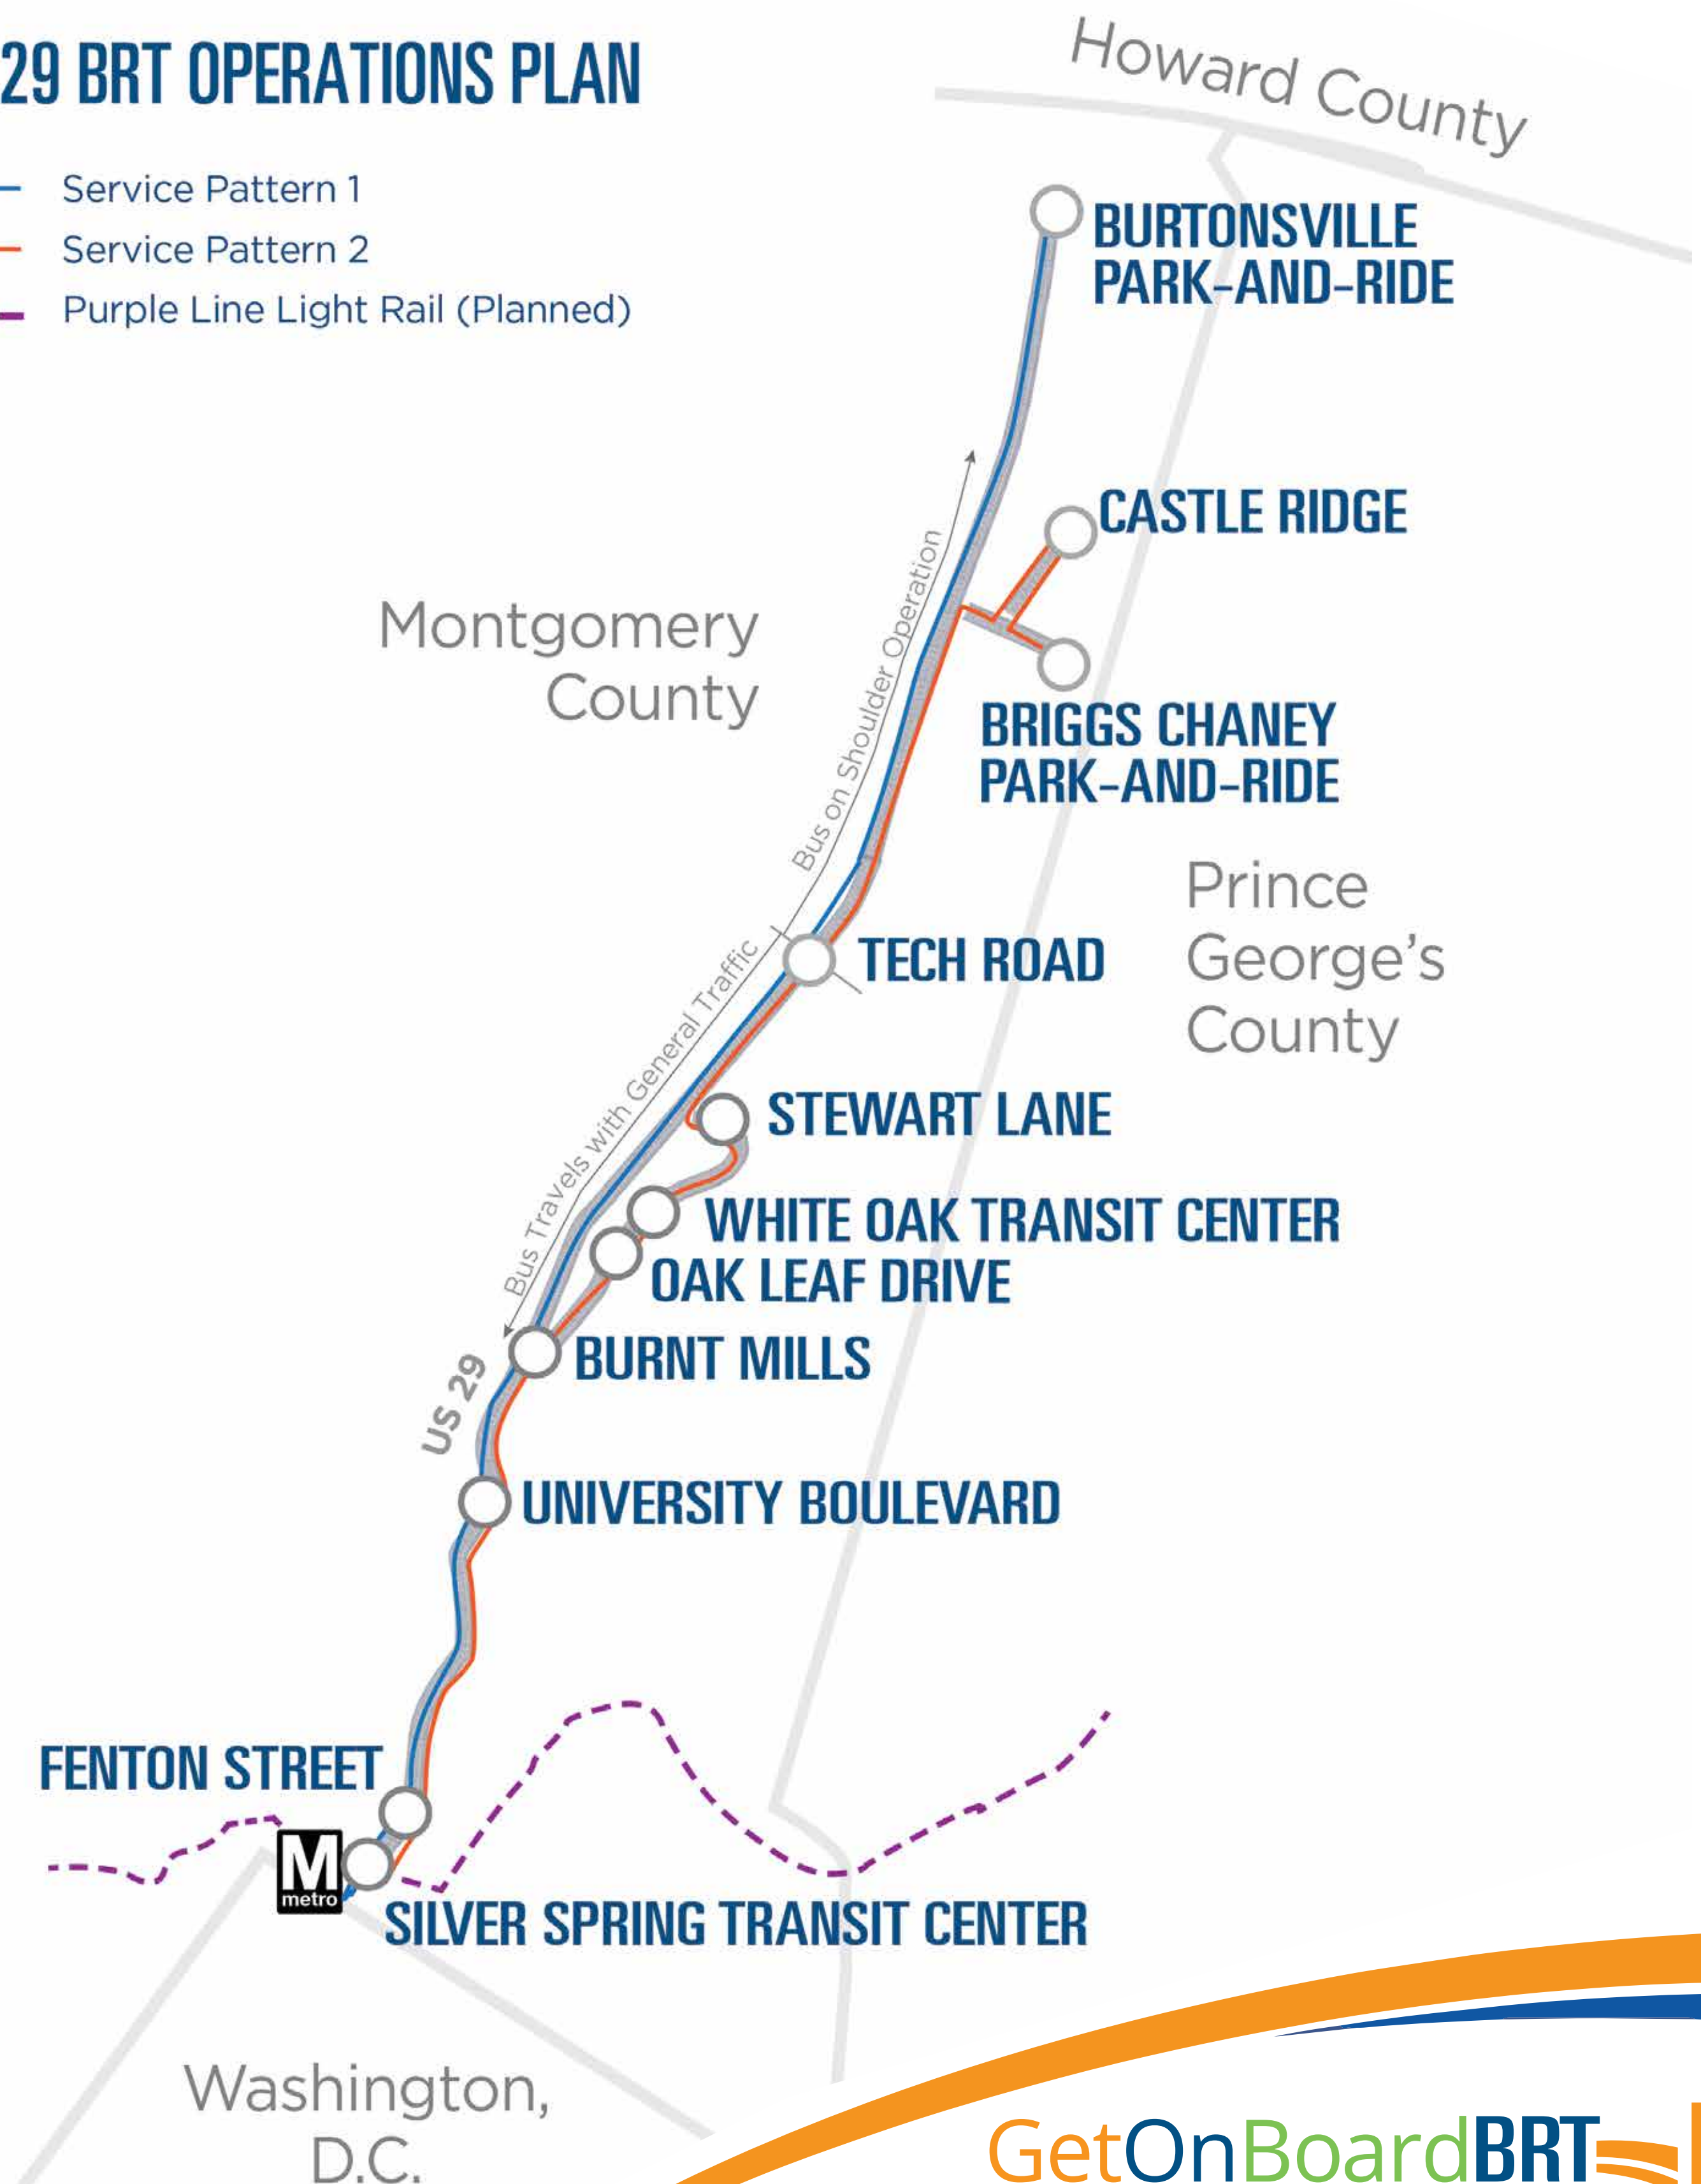 29 BRT OPERATIONS PLAN
Service Pattern 1
Service Pattern 2
Purple Line Light Rail (Planned)
Howard County
BURTONSVILLE
PARK-AND-RIDE
CASTLE RIDGE
Montgomery
County
Bus on Shoulder Operation
BRIGGS CHANEY
PARK-AND-RIDE
Prince
George's
County
TECH ROAD
Bus Travels with General Traffic
STEWART LANE
WHITE OAK TRANSIT CENTER
OAK LEAF DRIVE
BURNT MILLS
US 29
UNIVERSITY BOULEVARD
FENTON STREET
M
metro
SILVER SPRING TRANSIT CENTER
Washington,
D.C.
GetOnBoardBRT